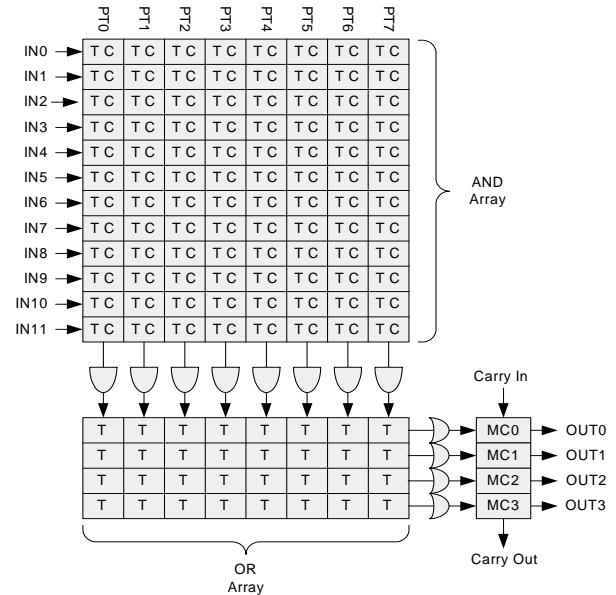 PT0 PT1 PT2 PT3 PT4 PT5 PT6 PT7
IN0 T C T C T C T C T C T C T C T C
IN1 T C T C T C T C T C T C T C T C
IN2 T C T C T C T C T C T C T C T C
IN3 T C T C T C T C T C T C T C T C
IN4 T C T C T C T C T C T C T C T C
IN5 T C T C T C T C T C T C T C T C
IN6 T C T C T C T C T C T C T C T C
IN7 T C T C T C T C T C T C T C T C
IN8 T C T C T C T C T C T C T C T C
IN9 T C T C T C T C T C T C T C T C
IN10 T C T C T C T C T C T C T C T C
IN11 T C T C T C T C T C T C T C T C
AND
Array
Carry In
T T T T T T T T MC0 OUT0
T T T T T T T T MC1 OUT1
T T T T T T T T MC2 OUT2
T T T T T T T T MC3 OUT3
Carry Out
OR
Array